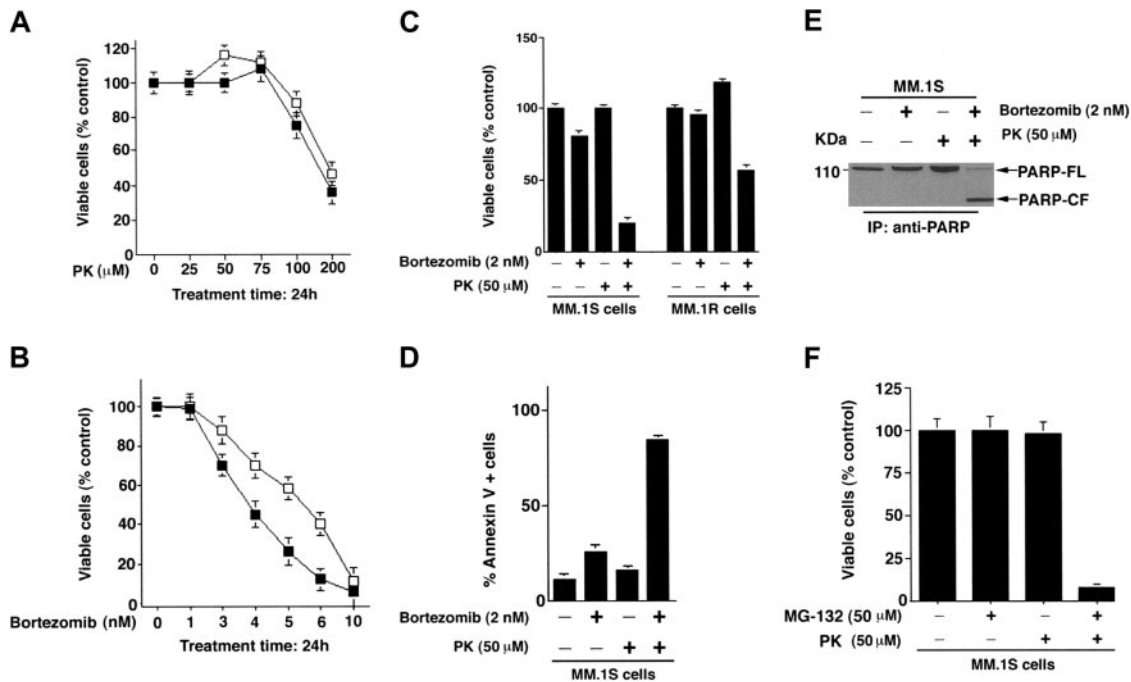 A
120
100
80
60
40
20
0
Viable cells (% control)
PK (μM)
0 25 50 75 100 200
Treatment time: 24h
B
100
80
60
40
20
0
Viable cells (% control)
Bortezomib (nM)
0 1 3 4 5 6 10
Treatment time: 24h
C
150
100
50
0
Viable cells (% control)
Bortezomib (2 nM) – + – + – + – +
PK (50 μM) – – + + – – + +
MM.1S cells MM.1R cells
D
100
50
0
% Annexin V + cells
Bortezomib (2 nM) – + – +
PK (50 μM) – – + +
MM.1S cells
E
MM.1S
– + – + Bortezomib (2 nM)
KDa – – + + PK (50 μM)
110 PARP-FL
PARP-CF
IP: anti-PARP
F
125
100
75
50
25
0
Viable cells (% control)
MG-132 (50 μM) – + – +
PK (50 μM) – – + +
MM.1S cells